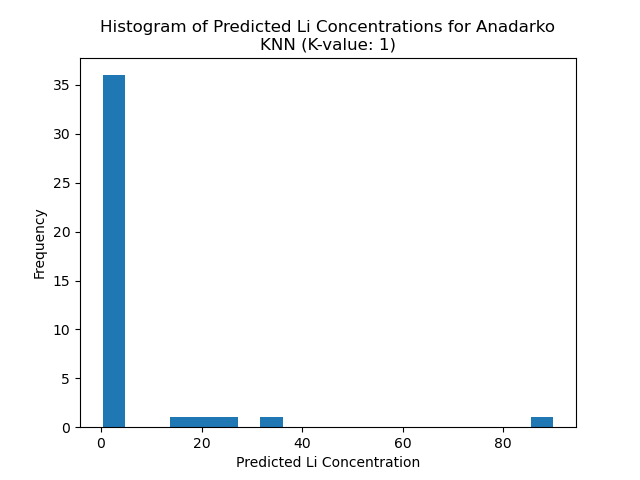 Histogram of Predicted Li Concentrations for Anadarko
KNN (K-value: 1)
35
30
25
20
15
10
5
0
Frequency
0 20 40 60 80
Predicted Li Concentration